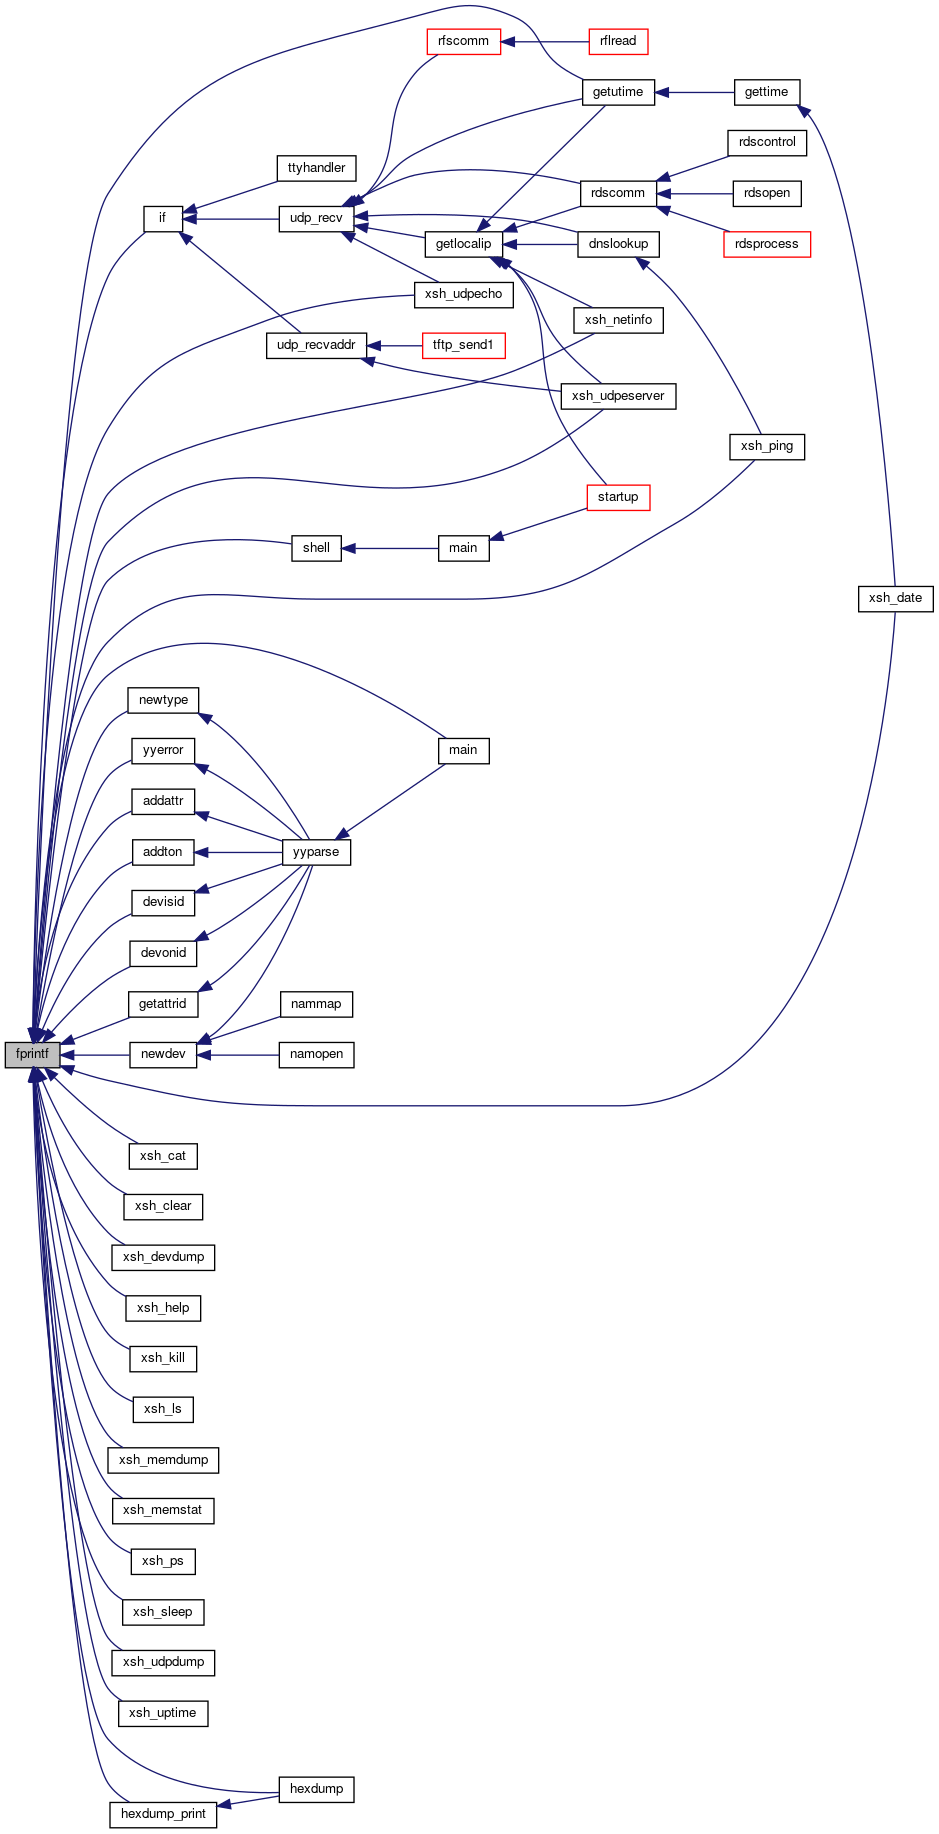 rfscomm
rflread
getutime
gettime
rdscontrol
ttyhandler
rdscomm
rdsopen
if
udp_recv
getlocalip
dnslookup
rdsprocess
xsh_udpecho
xsh_netinfo
udp_recvaddr
tftp_send1
xsh_udpeserver
xsh_ping
startup
shell
main
xsh_date
newtype
yyerror
main
addattr
addton
yyparse
devisid
devonid
getattrid
nammap
fprintf
newdev
namopen
xsh_cat
xsh_clear
xsh_devdump
xsh_help
xsh_kill
xsh_ls
xsh_memdump
xsh_memstat
xsh_ps
xsh_sleep
xsh_udpdump
xsh_uptime
hexdump
hexdump_print